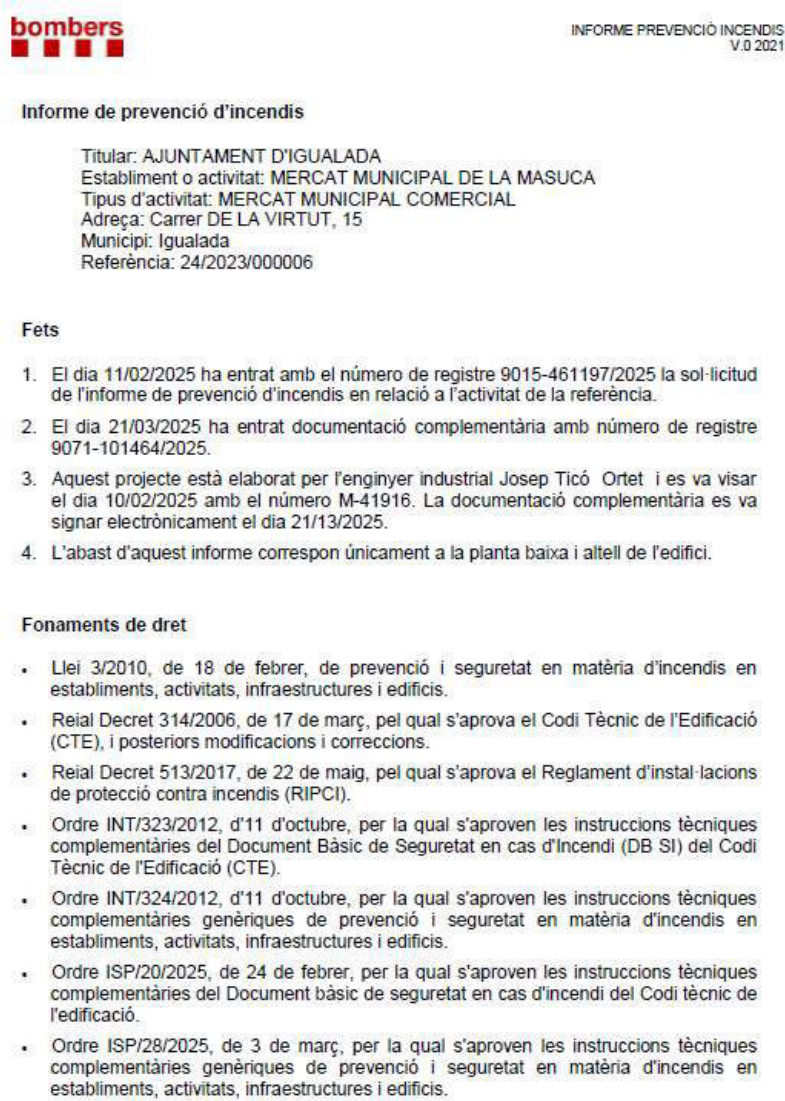 bombers
INFORME PREVENCIÓ INCENDIS
V.0 2021
Informe de prevenció d'incendis
Titular: AJUNTAMENT D'IGUALADA
Establiment o activitat: MERCAT MUNICIPAL DE LA MASUCA
Tipus d'activitat: MERCAT MUNICIPAL COMERCIAL
Adreça: Carrer DE LA VIRTUT, 15
Municipi: Igualada
Referència: 24/2023/000006
Fets
1. El dia 11/02/2025 ha entrat amb el número de registre 9015-461197/2025 la sol·licitud
de l'informe de prevenció d'incendis en relació a l'activitat de la referència.
2. El dia 21/03/2025 ha entrat documentació complementària amb número de registre
9071-101464/2025.
3. Aquest projecte està elaborat per l'enginyer industrial Josep Ticó Ortet i es va visar
el dia 10/02/2025 amb el número M-41916. La documentació complementària es va
signar electrònicament el dia 21/13/2025.
4. L'abast d'aquest informe correspon únicament a la planta baixa i altell de l'edifici.
Fonaments de dret
• Llei 3/2010, de 18 de febrer, de prevenció i seguretat en matèria d'incendis en
establiments, activitats, infraestructures i edificis.
• Reial Decret 314/2006, de 17 de març, pel qual s'aprova el Codi Tècnic de l'Edificació
(CTE), i posteriors modificacions i correccions.
• Reial Decret 513/2017, de 22 de maig, pel qual s'aprova el Reglament d'instal·lacions
de protecció contra incendis (RIPCI).
• Ordre INT/323/2012, d'11 d'octubre, per la qual s'aproven les instruccions tècniques
complementàries del Document Bàsic de Seguretat en cas d'Incendi (DB SI) del Codi
Tècnic de l'Edificació (CTE).
• Ordre INT/324/2012, d'11 d'octubre, per la qual s'aproven les instruccions tècniques
complementàries genèriques de prevenció i seguretat en matèria d'incendis en
establiments, activitats, infraestructures i edificis.
• Ordre ISP/20/2025, de 24 de febrer, per la qual s'aproven les instruccions tècniques
complementàries del Document bàsic de seguretat en cas d'incendi del Codi tècnic de
l'edificació.
• Ordre ISP/28/2025, de 3 de març, per la qual s'aproven les instruccions tècniques
complementàries genèriques de prevenció i seguretat en matèria d'incendis en
establiments, activitats, infraestructures i edificis.